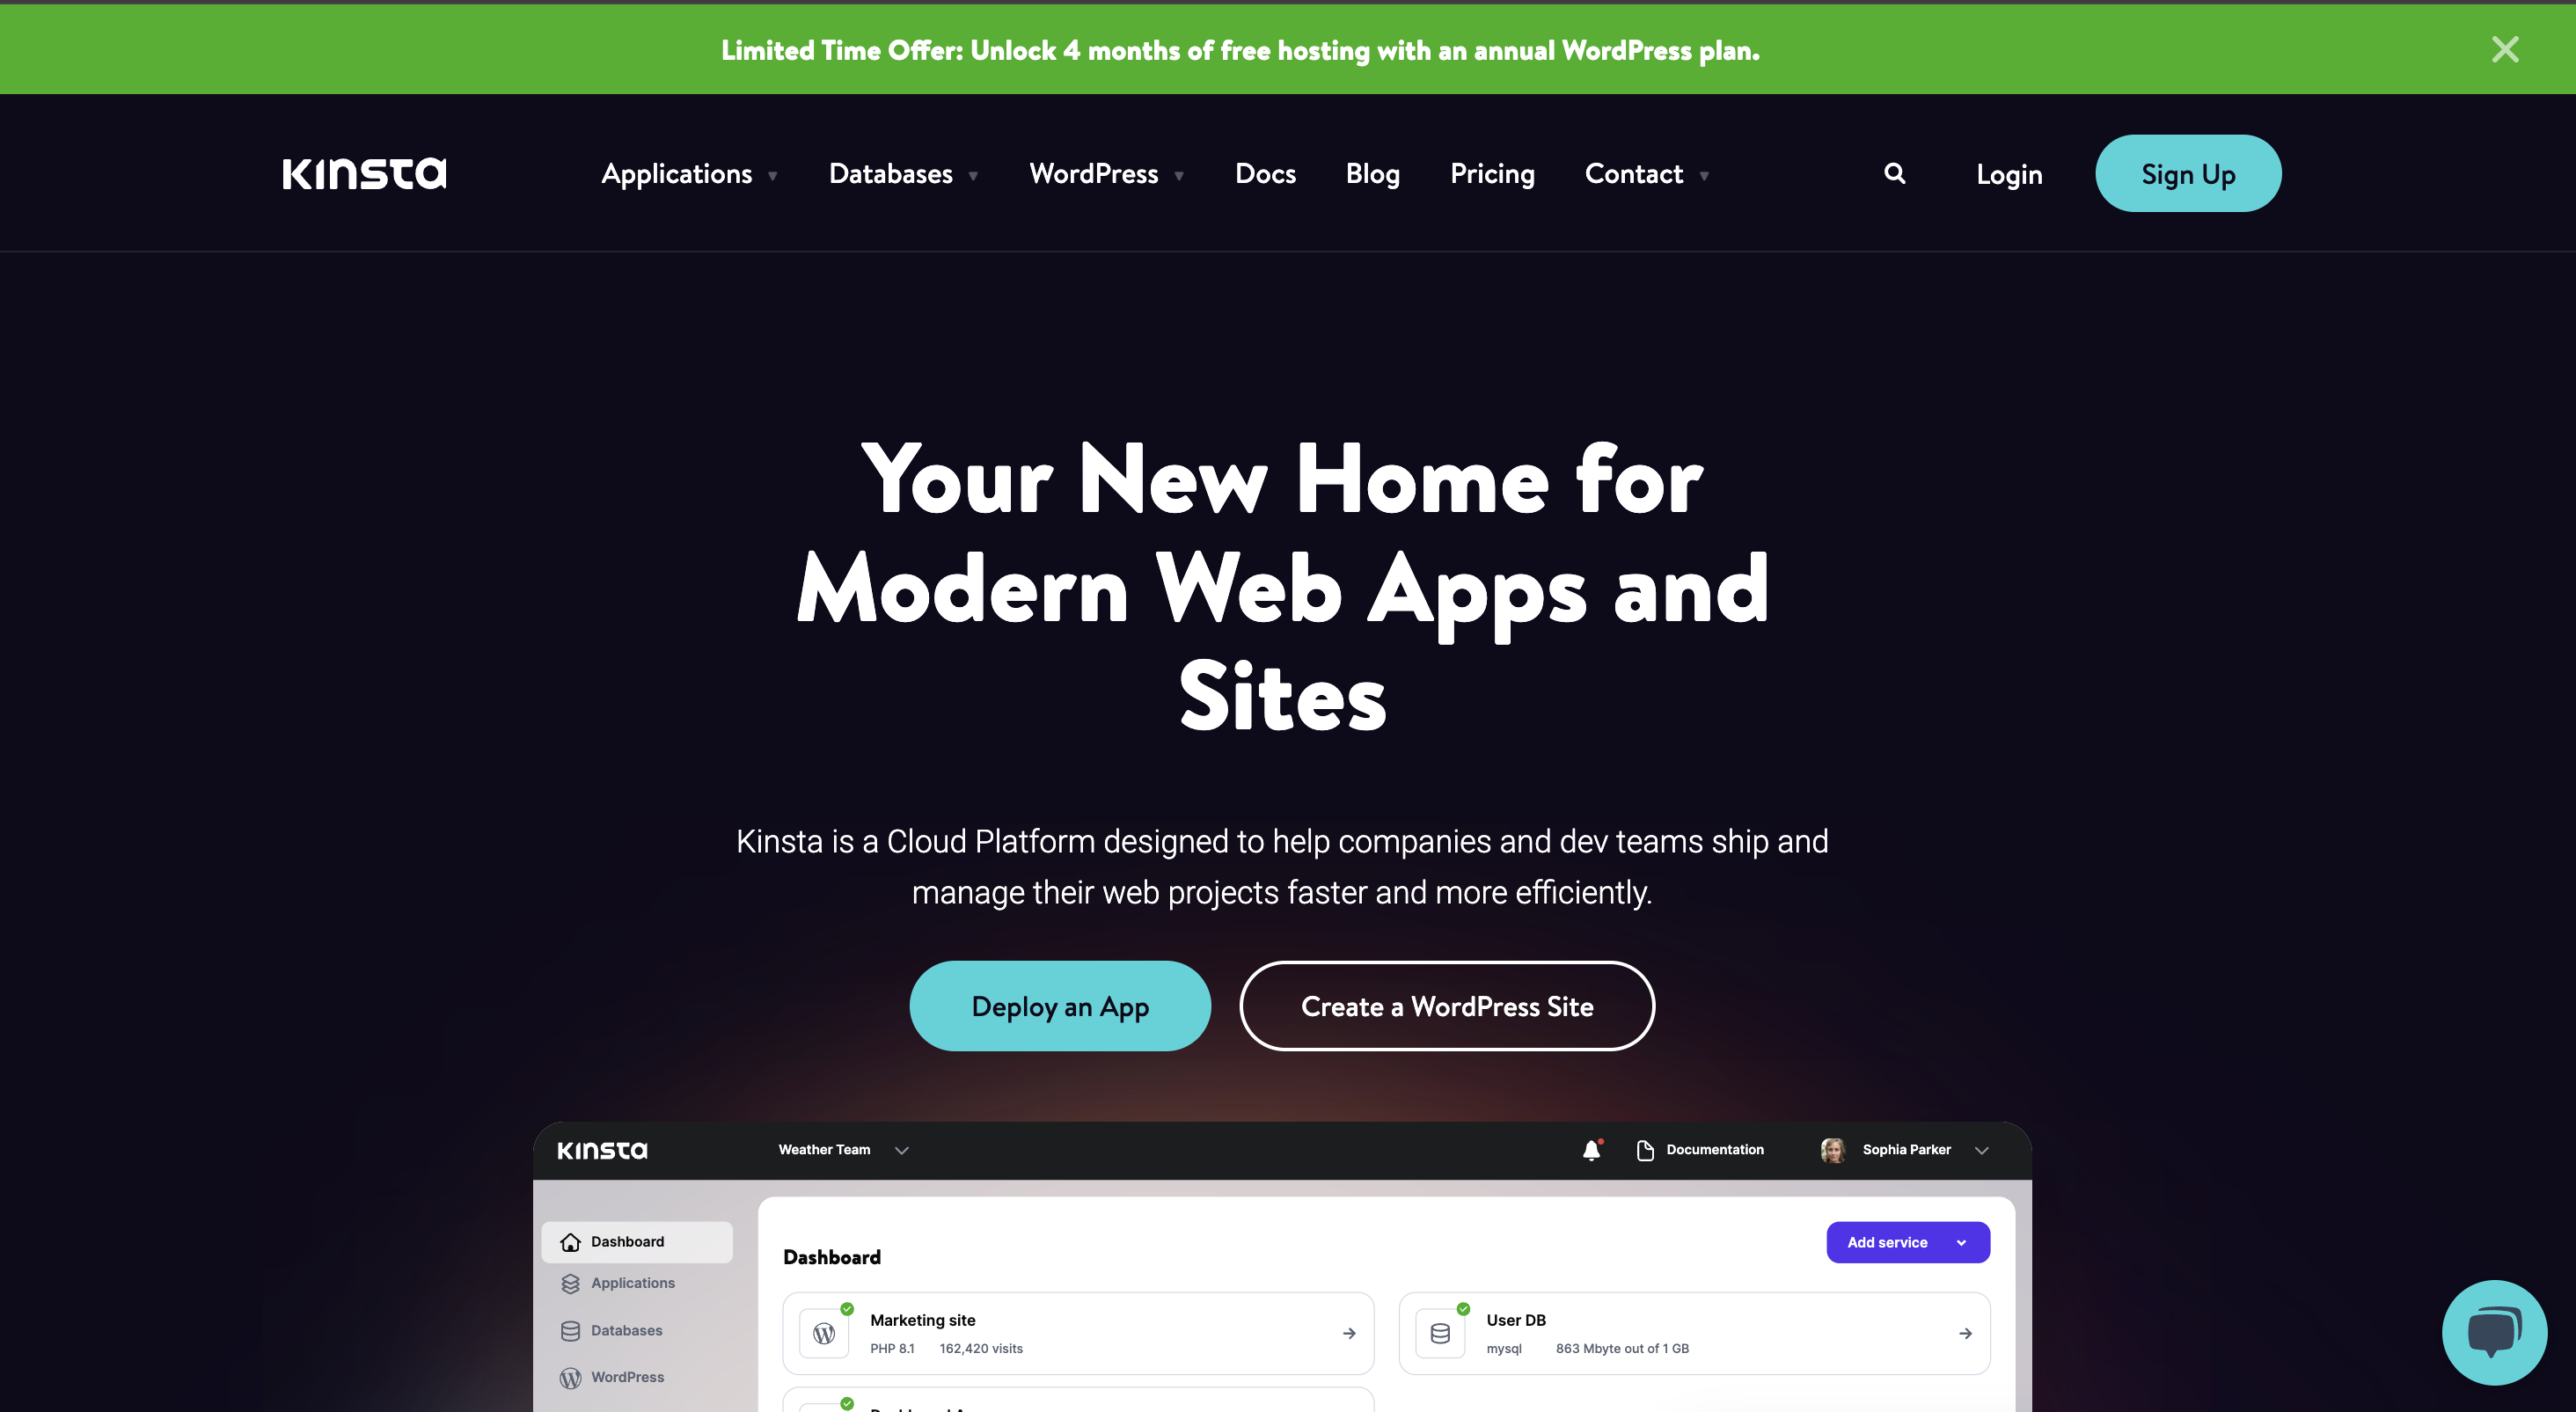 Limited Time Offer: Unlock 4 months of free hosting with an annual WordPress plan.
Kinsta
Applications
Databases
WordPress
Docs
Blog
Pricing
Contact
Login
Sign Up
Your New Home for
Modern Web Apps and
Sites
Kinsta is a Cloud Platform designed to help companies and dev teams ship and
manage their web projects faster and more efficiently.
Deploy an App
Create a WordPress Site
Kinsta
Weather Team
Documentation
Sophia Parker
Dashboard
Applications
Databases
WordPress
Dashboard
Add service
Marketing site
PHP 8.1 162,420 visits
User DB
mysql 863 Mbyte out of 1 GB